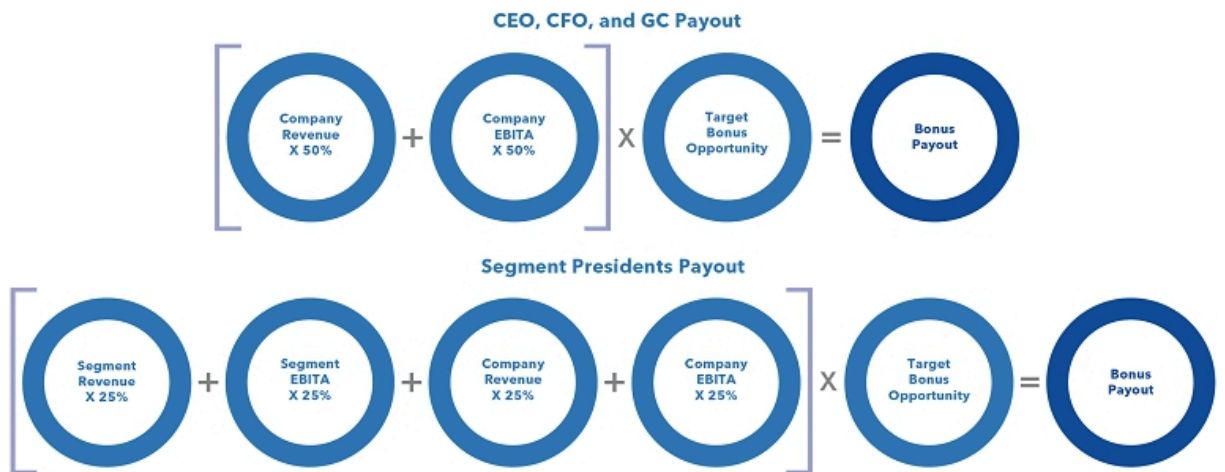 CEO, CFO, and GC Payout
Company
Revenue
X 50%
+
Company
EBITA
X 50%
X
Target
Bonus
Opportunity
=
Bonus
Payout
Segment Presidents Payout
Segment
Revenue
X 25%
+
Segment
EBITA
X 25%
+
Company
Revenue
X 25%
+
Company
EBITA
X 25%
X
Target
Bonus
Opportunity
=
Bonus
Payout